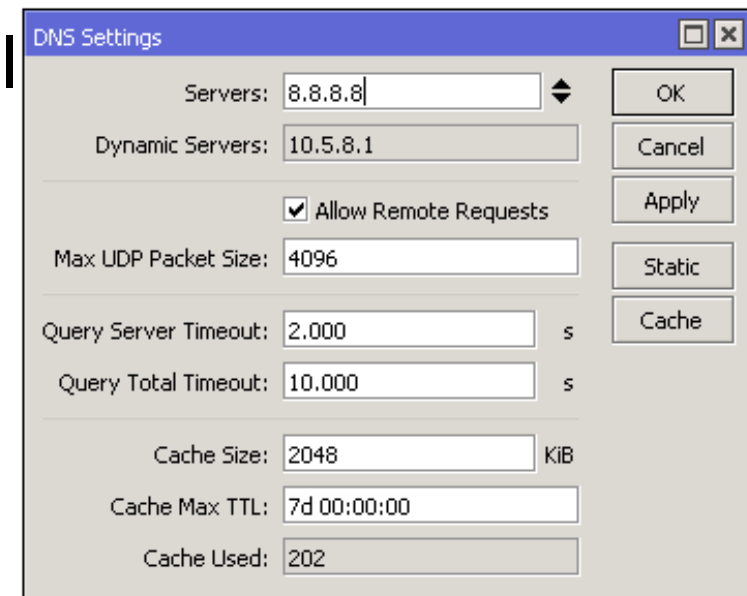 DNS Settings
Servers: 8.8.8.8 OK
Dynamic Servers: 10.5.8.1 Cancel
Allow Remote Requests Apply
Max UDP Packet Size: 4096 Static
Query Server Timeout: 2.000 s Cache
Query Total Timeout: 10.000 s
Cache Size: 2048 KiB
Cache Max TTL: 7d 00:00:00
Cache Used: 202